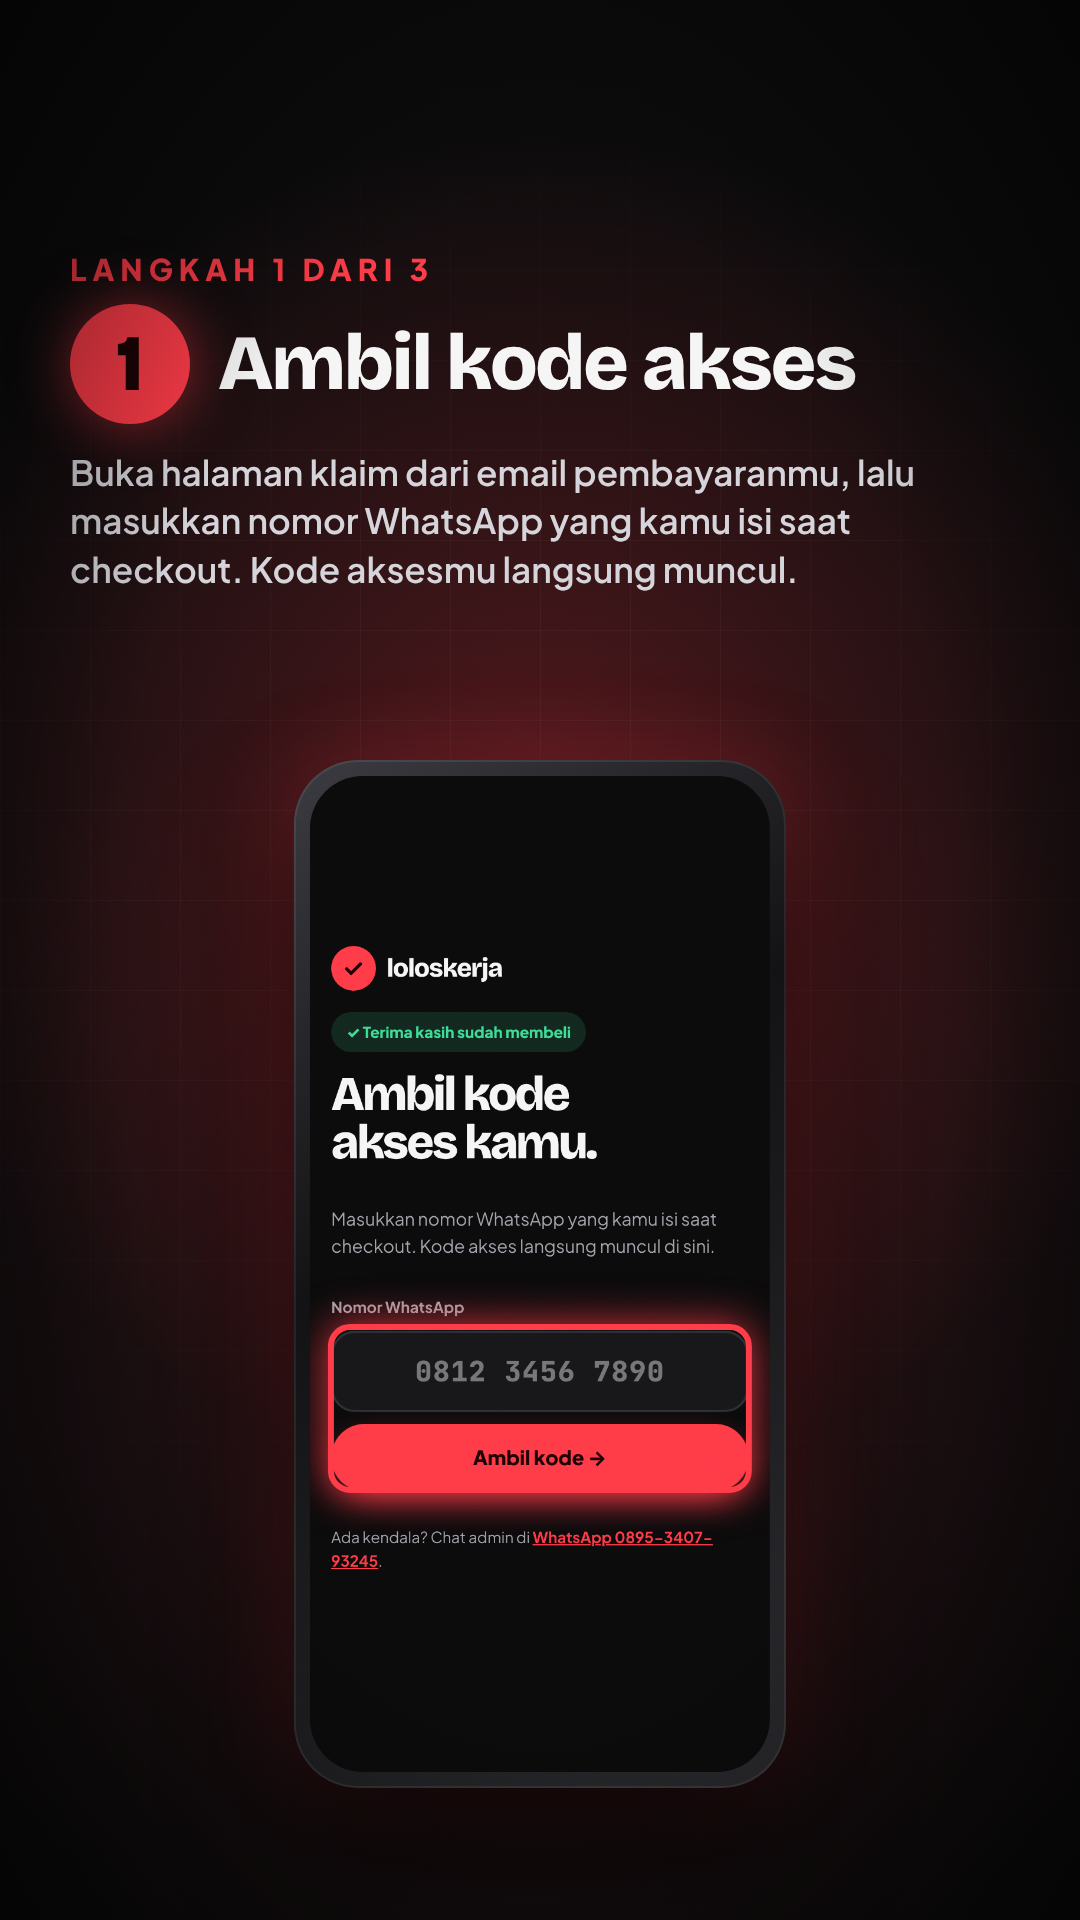 LANGKAH 1 DARI 3
1
Ambil kode akses
Buka halaman klaim dari email pembayaranmu, lalu
masukkan nomor WhatsApp yang kamu isi saat
checkout. Kode aksesmu langsung muncul.
loloskerja
✓ Terima kasih sudah membeli
Ambil kode
akses kamu.
Masukkan nomor WhatsApp yang kamu isi saat
checkout. Kode akses langsung muncul di sini.
Nomor WhatsApp
0812 3456 7890
Ambil kode →
Ada kendala? Chat admin di WhatsApp 0895-3407-
93245.